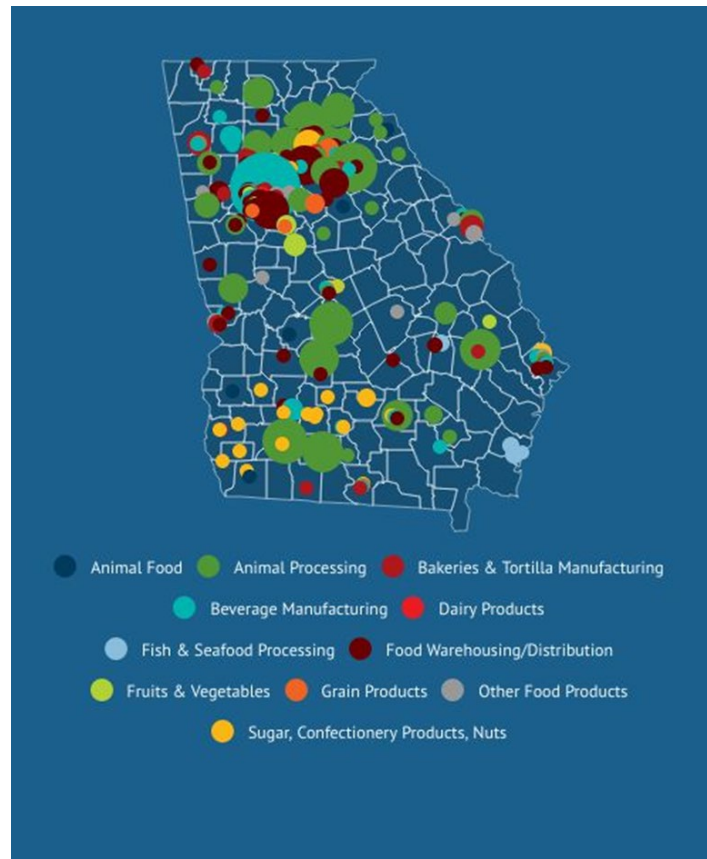 Animal Food Animal Processing Bakeries & Tortilla Manufacturing
Beverage Manufacturing Dairy Products
Fish & Seafood Processing Food Warehousing/Distribution
Fruits & Vegetables Grain Products Other Food Products
Sugar, Confectionery Products, Nuts